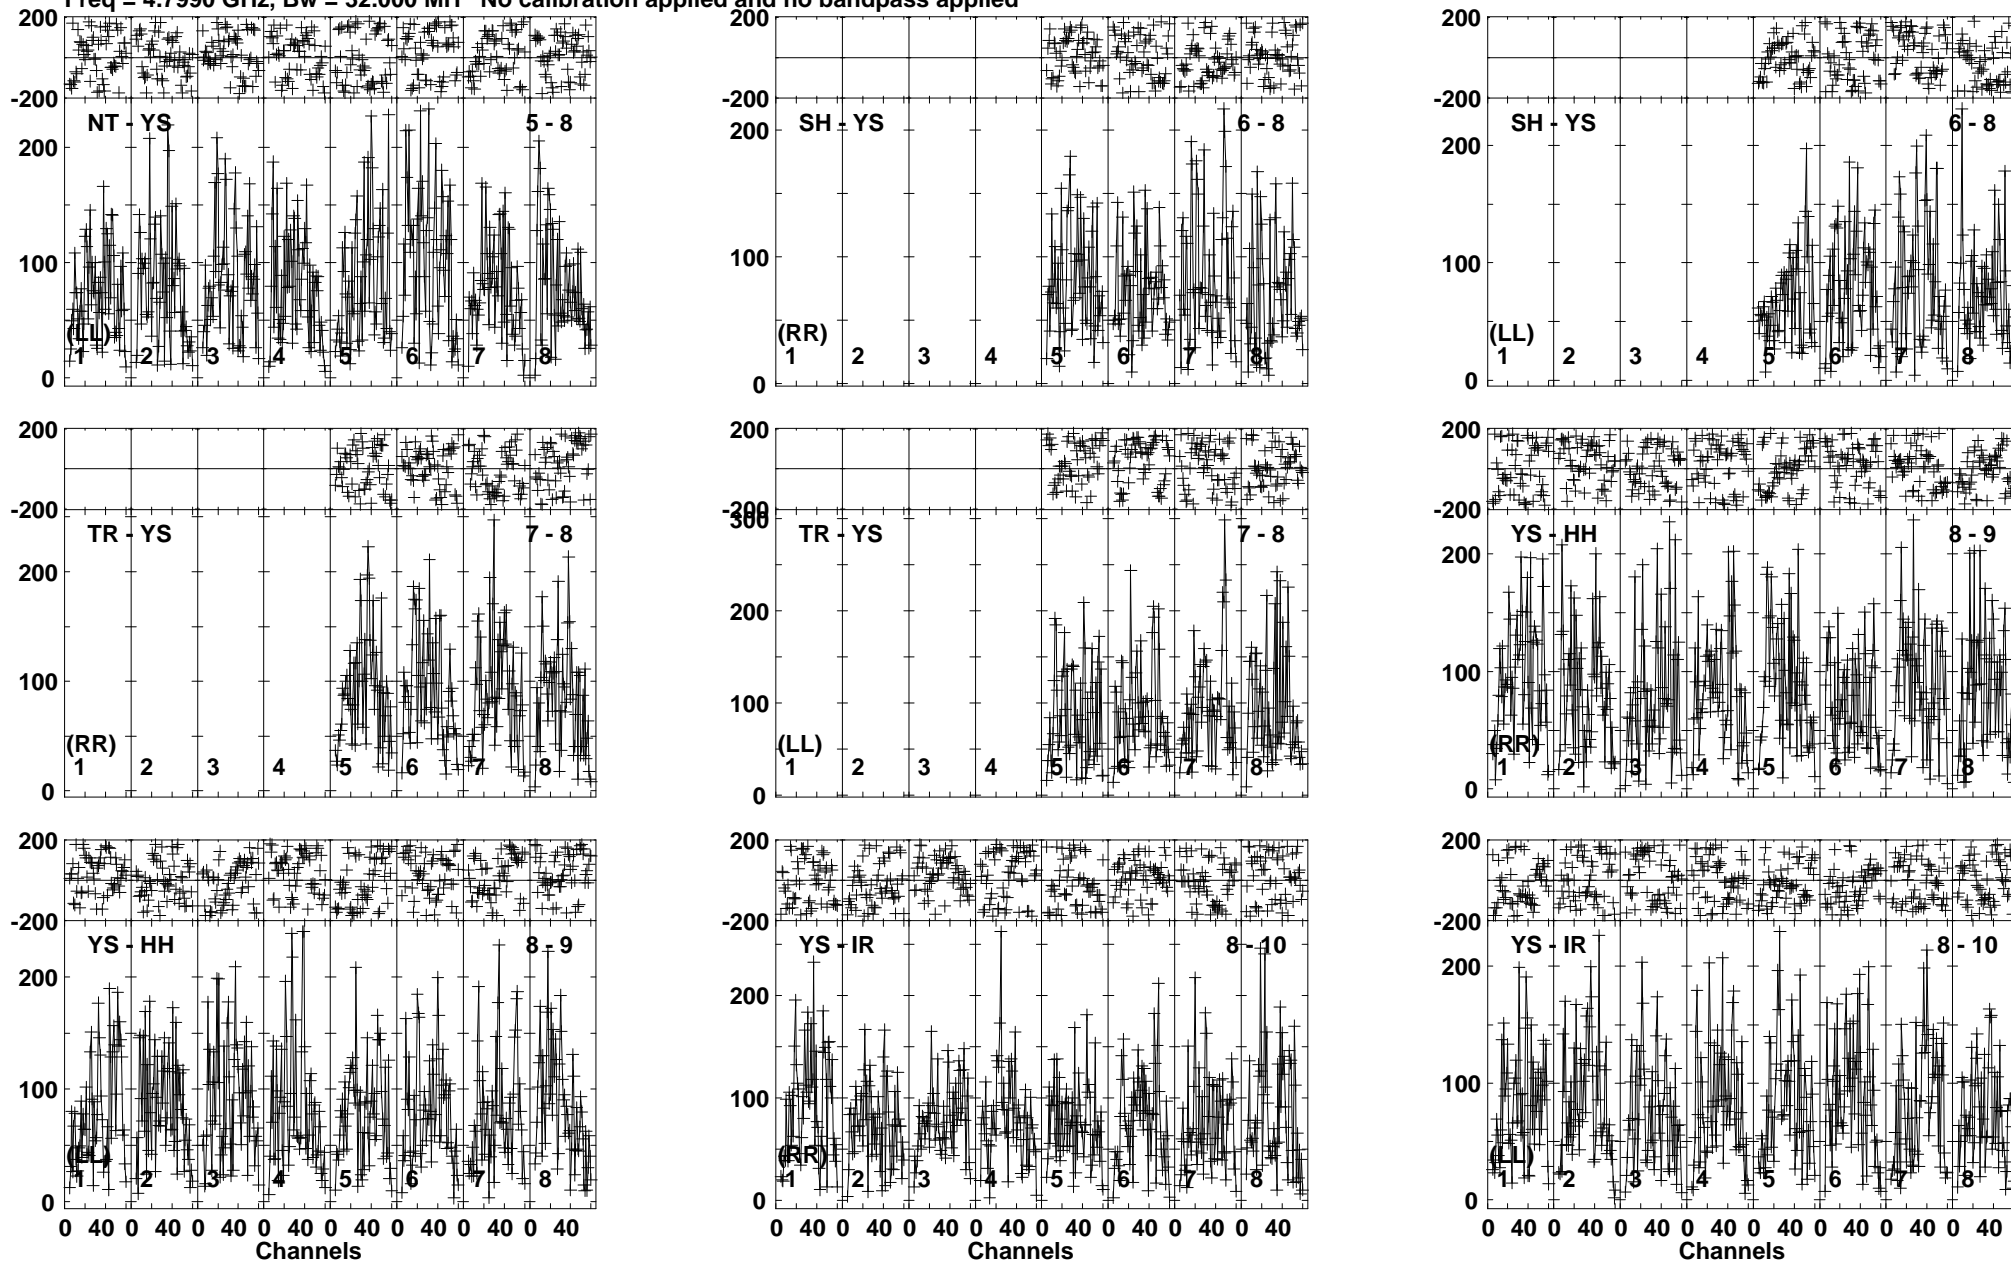 Freq = 4.7990 GHz, Bw = 32.000 MH No calibration applied and no bandpass applied
200 200 200
-200 -200 -200
NT - YS 5 - 8 SH - YS 6 - 8 SH - YS 6 - 8
200 200 200
100 100 100
(LL) (RR) (LL)
1 2 3 4 5 6 7 8 1 2 3 4 5 6 7 8 1 2 3 4 5 6 7 8
0 0 0
200 200 200
-200 -200 -200
300
TR - YS 7 - 8 TR - YS 7 - 8 YS - HH 8 - 9
200 200 200
100 100 100
(RR) (LL) (RR)
1 2 3 4 5 6 7 8 1 2 3 4 5 6 7 8 1 2 3 4 5 6 7 8
0 0 0
200 200 200
-200 -200 -200
YS - HH 8 - 9 YS - IR 8 - 10 YS - IR 8 - 10
200 200 200
100 100 100
(LL) (RR) (LL)
1 2 3 4 5 6 7 8 1 2 3 4 5 6 7 8 1 2 3 4 5 6 7 8
0 0 0
0 40 0 40 0 40 0 40 0 40 0 40 0 40 0 40 0 40 0 40 0 40 0 40 0 40 0 40 0 40 0 40 0 40 0 40 0 40 0 40 0 40 0 40 0 40 0 40
Channels Channels Channels